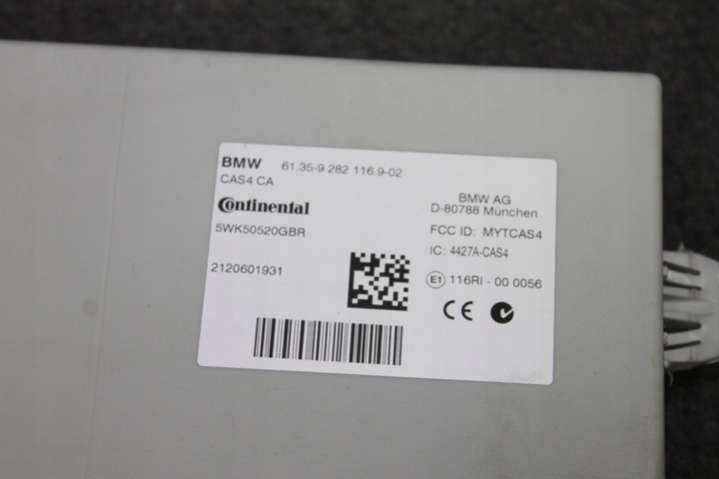 BMW 61.35-9 282 116.9-02
CAS4 CA
Continental
5WK50520GBR
2120601931
BMW AG
D-80788 München
FCC ID: MYTCAS4
IC: 4427A-CAS4
E1 116RI - 00 0056
CE